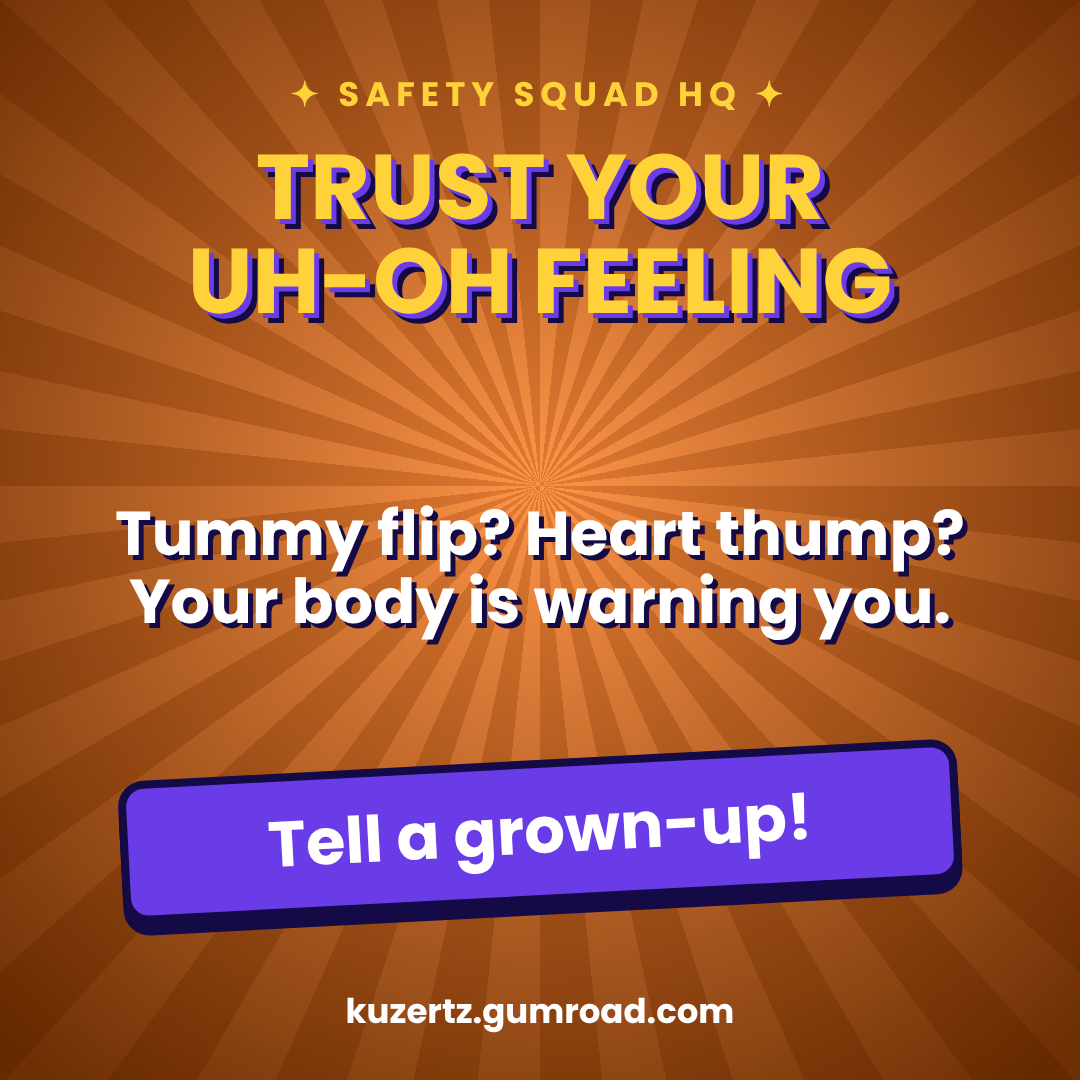 ✦ SAFETY SQUAD HQ ✦
TRUST YOUR
UH-OH FEELING
Tummy flip? Heart thump?
Your body is warning you.
Tell a grown-up!
kuzertz.gumroad.com